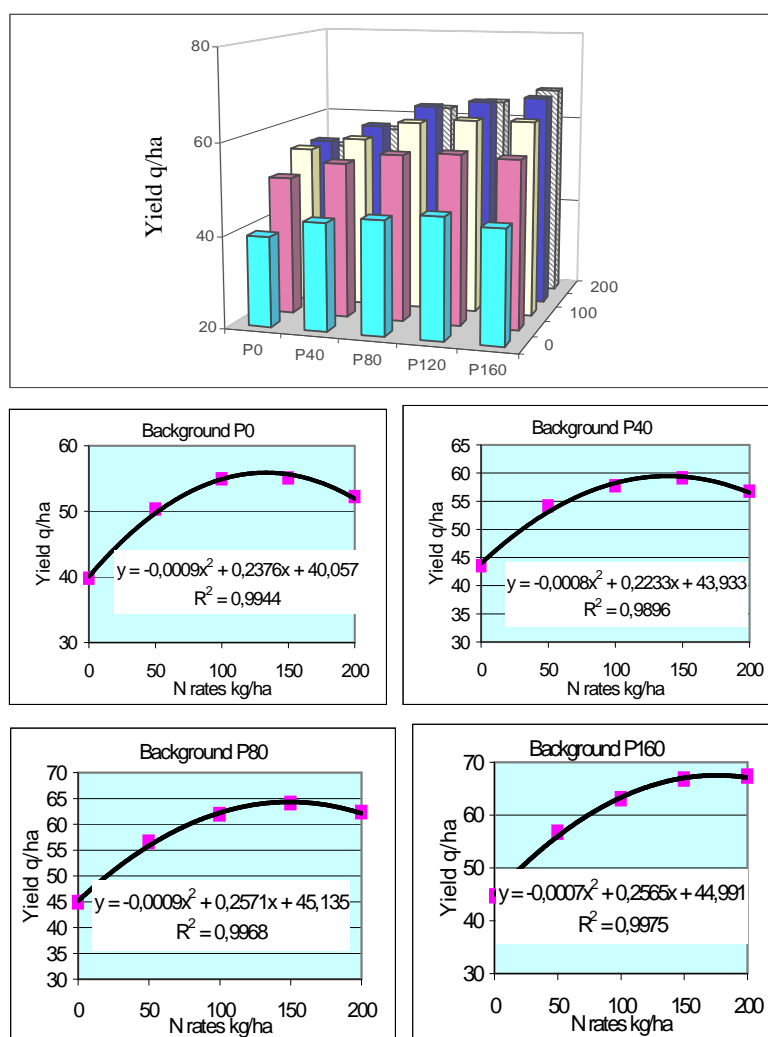 Yield q/ha
80
60
40
20
P0
P40
P80
P120
P160
0
100
200
Background P0
Yield q/ha
60
50
40
30
y = -0,0009x² + 0,2376x + 40,057
R² = 0,9944
0 50 100 150 200
N rates kg/ha
Background P40
Yield q/ha
65
60
55
50
45
40
35
30
y = -0,0008x² + 0,2233x + 43,933
R² = 0,9896
0 50 100 150 200
N rates kg/ha
Background P80
Yield q/ha
70
65
60
55
50
45
40
35
30
y = -0,0009x² + 0,2571x + 45,135
R² = 0,9968
0 50 100 150 200
N rates kg/ha
Background P160
Yield q/ha
70
60
50
40
30
y = -0,0007x² + 0,2565x + 44,991
R² = 0,9975
0 50 100 150 200
N rates kg/ha